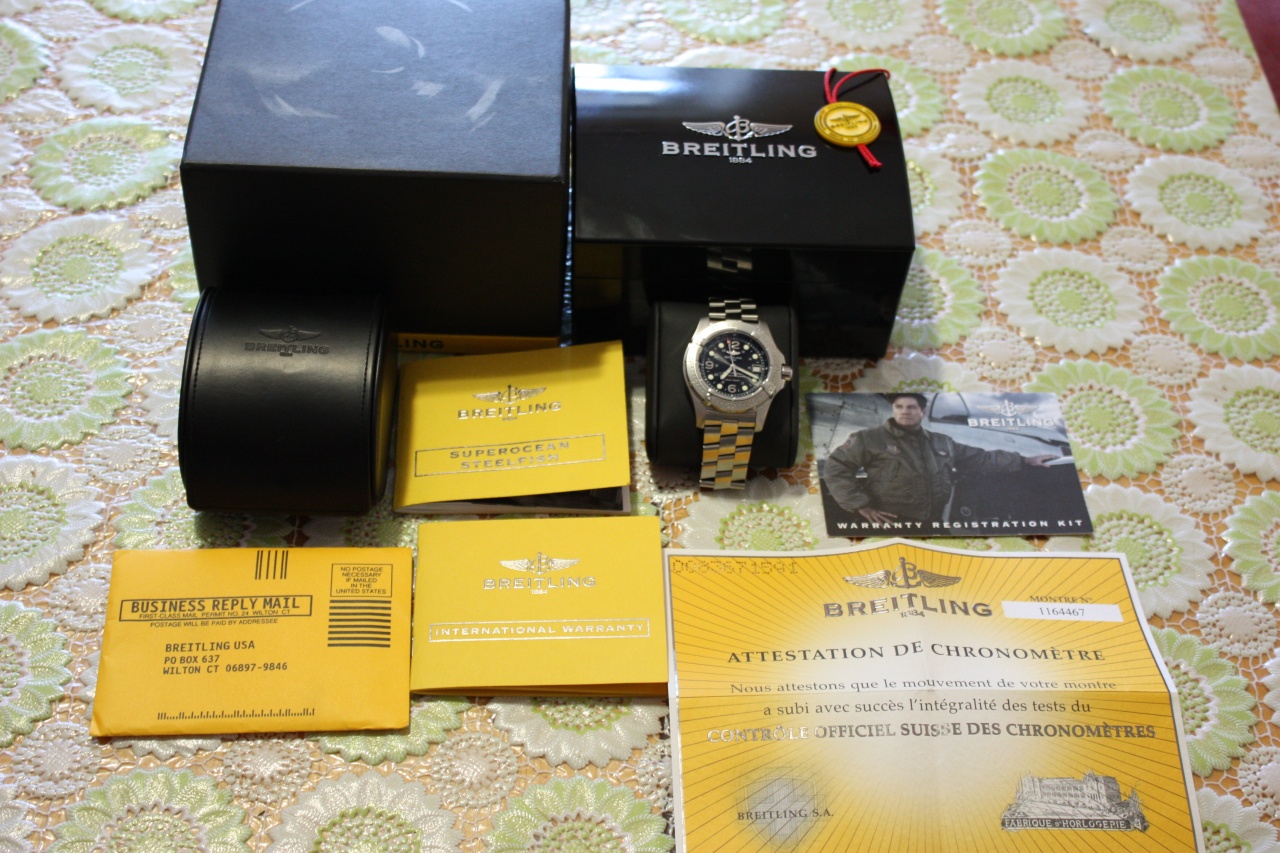 BREITLING
1884
BREITLING
BREITLING
1884
SUPEROCEAN
STEELFISH
BREITLING
WARRANTY REGISTRATION KIT
NO POSTAGE
NECESSARY
IF MAILED
IN THE
UNITED STATES
BUSINESS REPLY MAIL
FIRST-CLASS MAIL PERMIT NO. 24 WILTON CT
POSTAGE WILL BE PAID BY ADDRESSEE
BREITLING USA
PO BOX 637
WILTON CT 06897-9846
BREITLING
1884
INTERNATIONAL WARRANTY
BREITLING
1884
MONTRE N°
1164467
ATTESTATION DE CHRONOMÈTRE
Nous attestons que le mouvement de votre montre
a subi avec succès l'intégralité des tests du
CONTRÔLE OFFICIEL SUISSE DES CHRONOMÈTRES
BREITLING S.A.
FABRIQUE D'HORLOGERIE